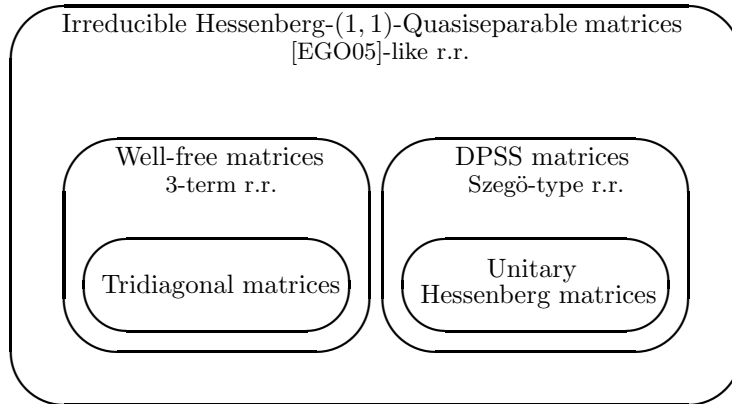 Irreducible Hessenberg-(1, 1)-Quasiseparable matrices
[EGO05]-like r.r.
Well-free matrices
3-term r.r.
Tridiagonal matrices
DPSS matrices
Szegö-type r.r.
Unitary
Hessenberg matrices